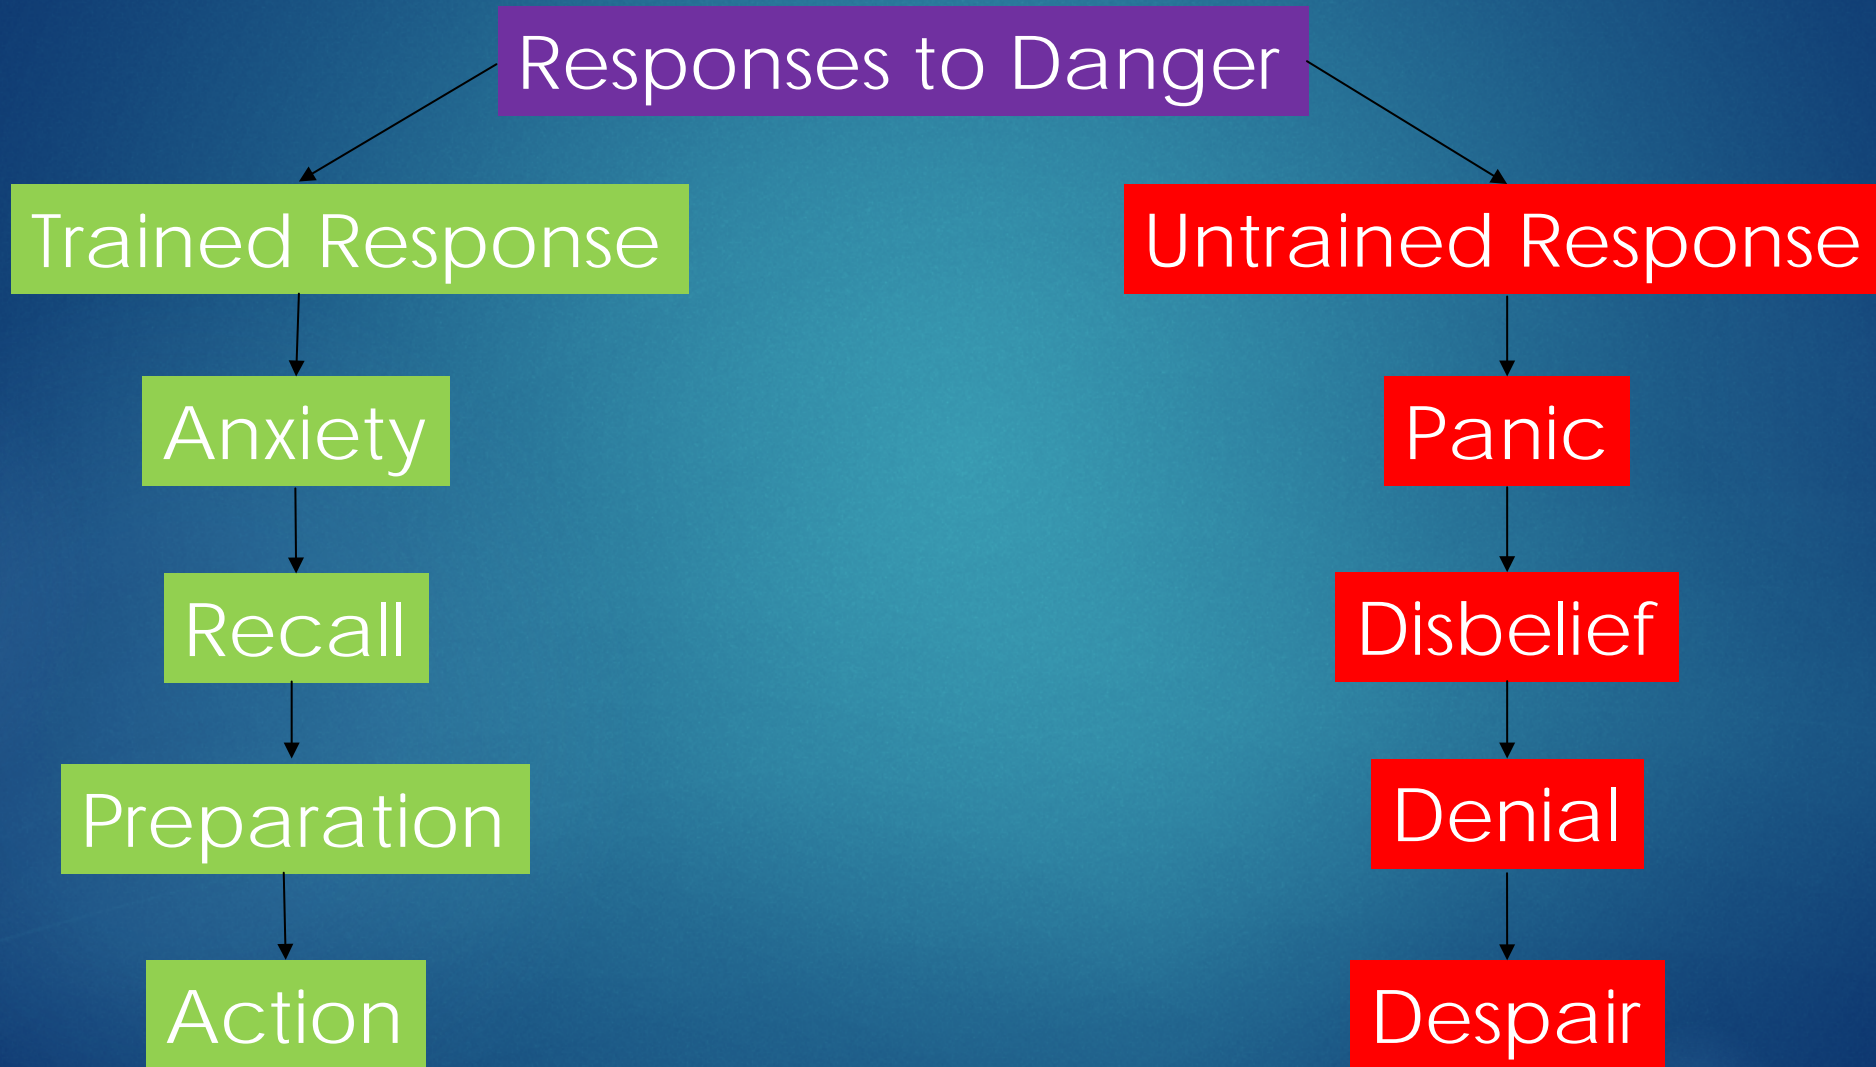 Responses to Danger
Trained Response
Untrained Response
Anxiety
Panic
Recall
Disbelief
Preparation
Denial
Action
Despair